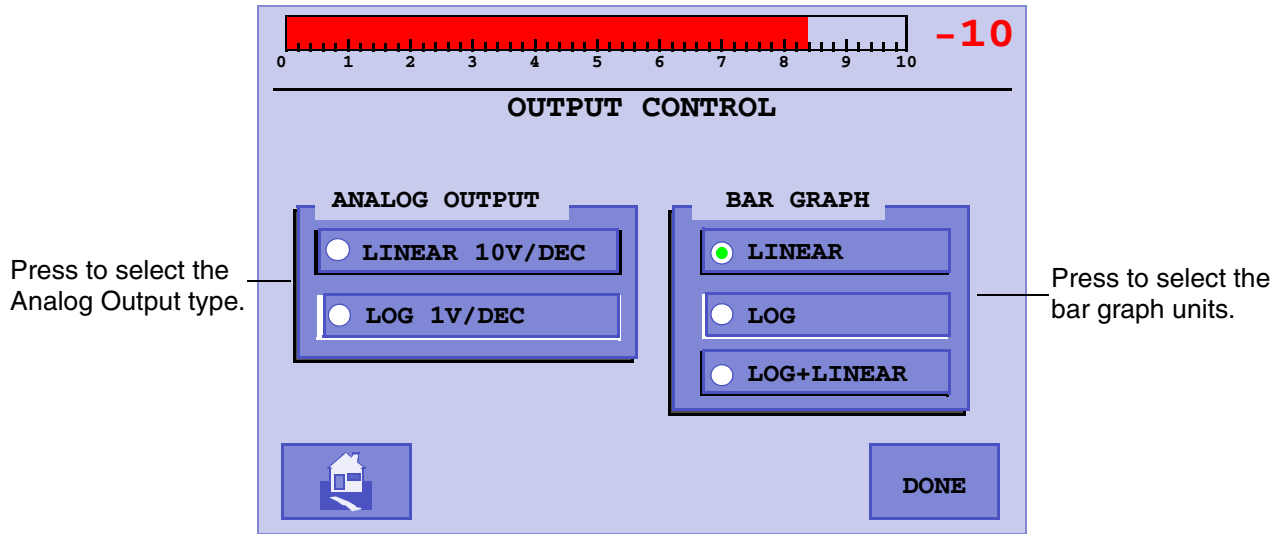 -10
0 1 2 3 4 5 6 7 8 9 10
OUTPUT CONTROL
ANALOG OUTPUT
LINEAR 10V/DEC
LOG 1V/DEC
BAR GRAPH
LINEAR
LOG
LOG+LINEAR
Press to select the
Analog Output type.
Press to select the
bar graph units.
DONE